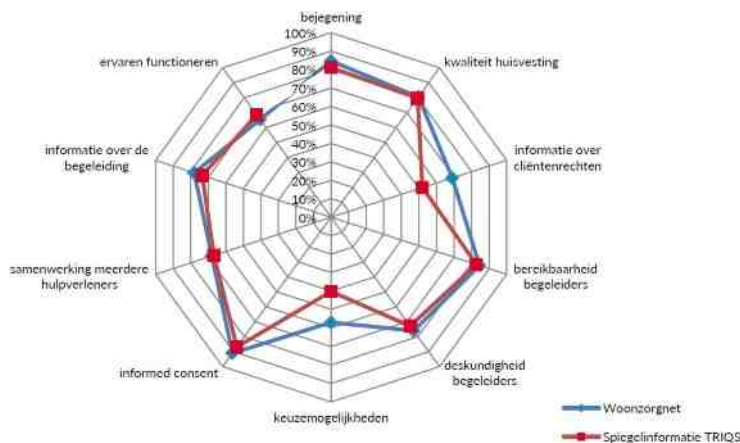 bejegening
100%
90%
80%
70%
60%
50%
40%
30%
20%
10%
0%
kwaliteit huisvesting
informatie over
cliëntenrechten
bereikbaarheid
begeleiders
deskundigheid
begeleiders
keuzemogelijkheden
informed consent
samenwerking meerdere
hulpverleners
informatie over de
begeleiding
ervaren functioneren
Woonzorgnet
Spiegelinformatie TRIQS